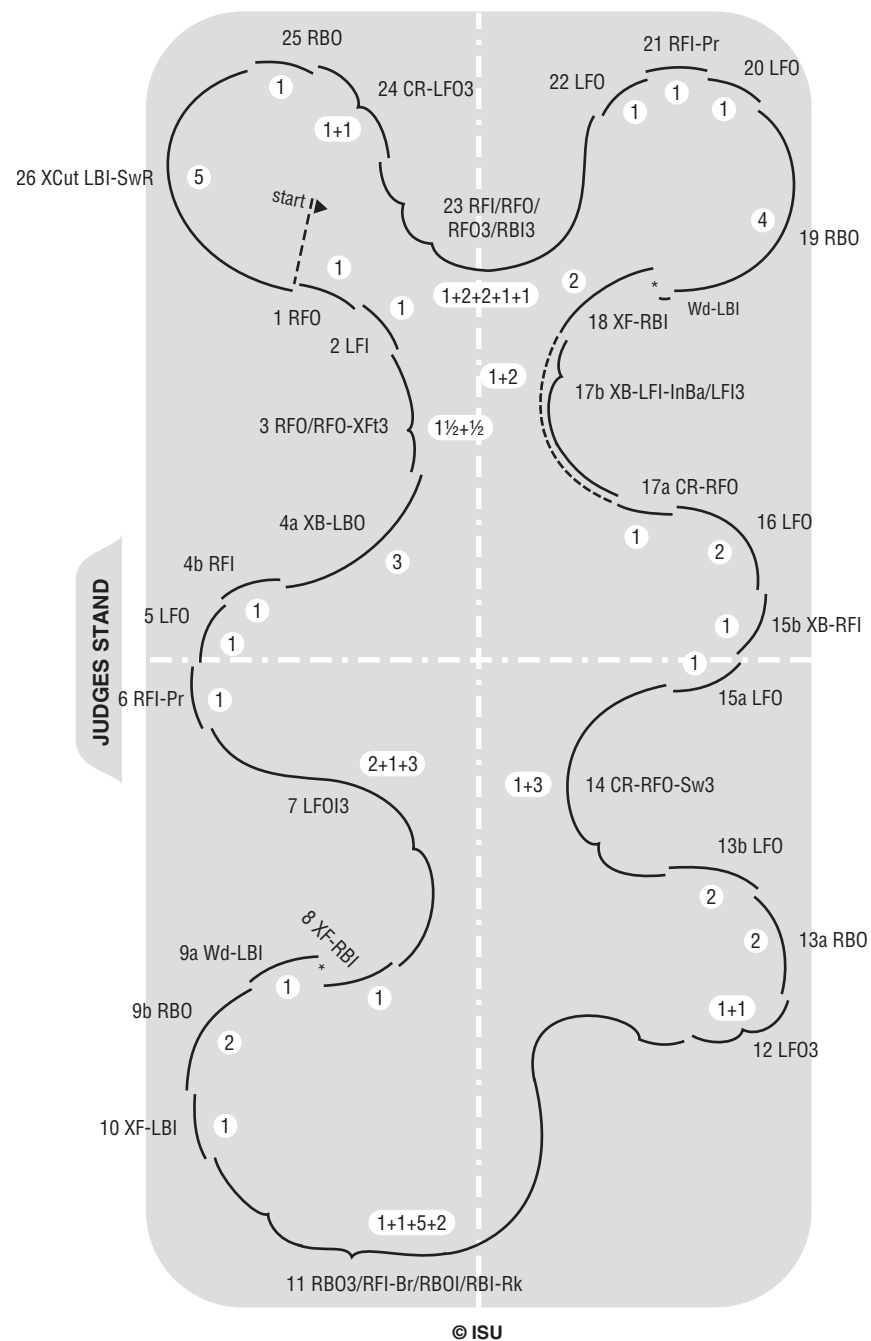 25 RBO
1
24 CR-LFO3
1+1
26 XCut LBI-SwR
5
start
21 RFI-Pr
20 LFO
22 LFO
1
1
1
23 RFI/RFO/
RFO3/RBI3
4
19 RBO
1
1 RFO
1
2 LFI
1+2+2+1+1
2
*
Wd-LBI
18 XF-RBI
1+2
17b XB-LFI-InBa/LFI3
3 RFO/RFO-XFt3
1½+½
17a CR-RFO
1
16 LFO
2
4a XB-LBO
3
4b RFI
1
5 LFO
1
15b XB-RFI
1
1
15a LFO
JUDGES STAND
6 RFI-Pr
1
2+1+3
7 LFOI3
1+3
14 CR-RFO-Sw3
13b LFO
2
13a RBO
2
8 XF-RBI
*
9a Wd-LBI
1
1
9b RBO
2
1+1
12 LFO3
10 XF-LBI
1
1+1+5+2
11 RBO3/RFI-Br/RBOI/RBI-Rk
© ISU